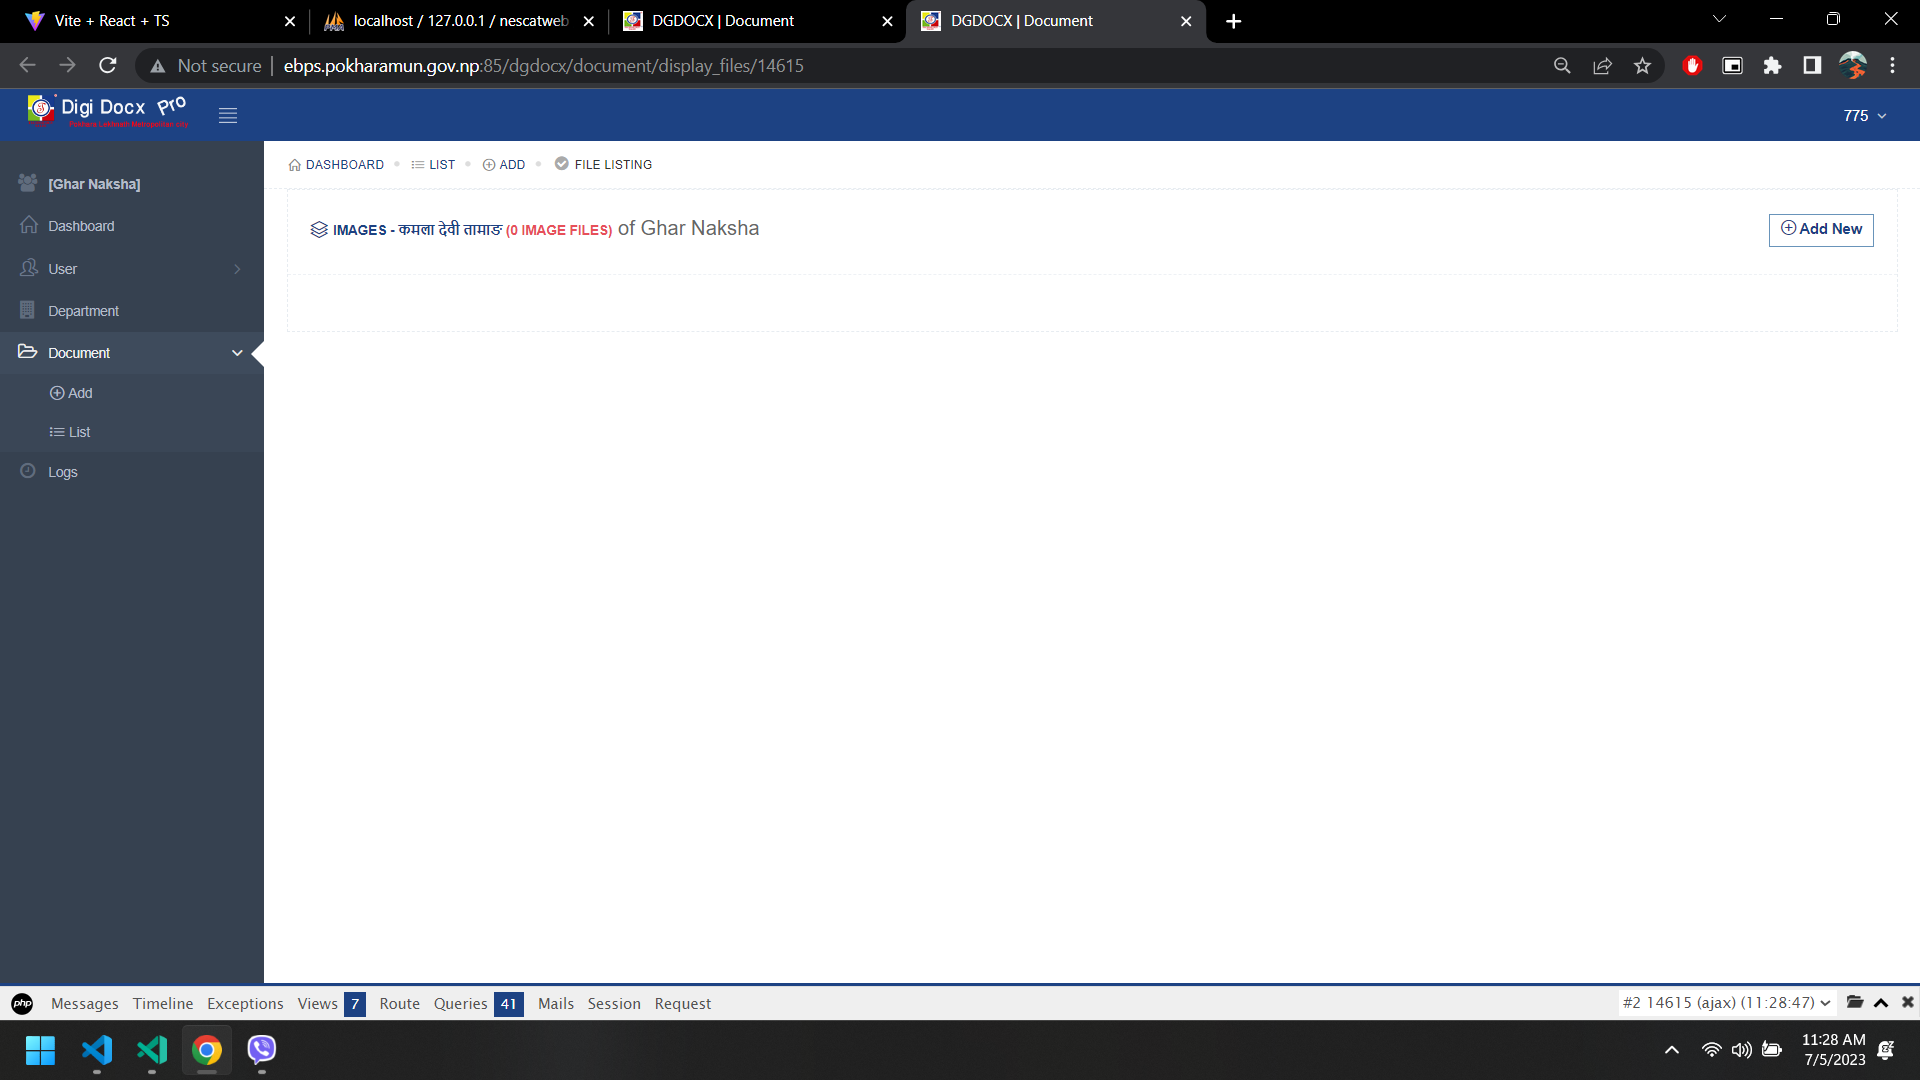 Vite + React + TS
localhost / 127.0.0.1 / nescatweb
DGDOCX | Document
DGDOCX | Document
Not secure
ebps.pokharamun.gov.np:85/dgdocx/document/display_files/14615
Digi Docx Pro
775
DASHBOARD
LIST
ADD
FILE LISTING
[Ghar Naksha]
Dashboard
User
Department
Document
Add
List
Logs
IMAGES - कमला देवी तामाङ (0 IMAGE FILES) of Ghar Naksha
Add New
php
Messages Timeline Exceptions Views 7 Route Queries 41 Mails Session Request
#2 14615 (ajax) (11:28:47)
11:28 AM
7/5/2023